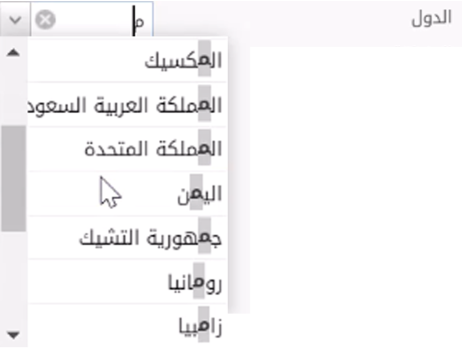 الدول
م
المكسيك
المملكة العربية السعود
المملكة المتحدة
اليمن
جمهورية التشيك
رومانيا
زامبيا